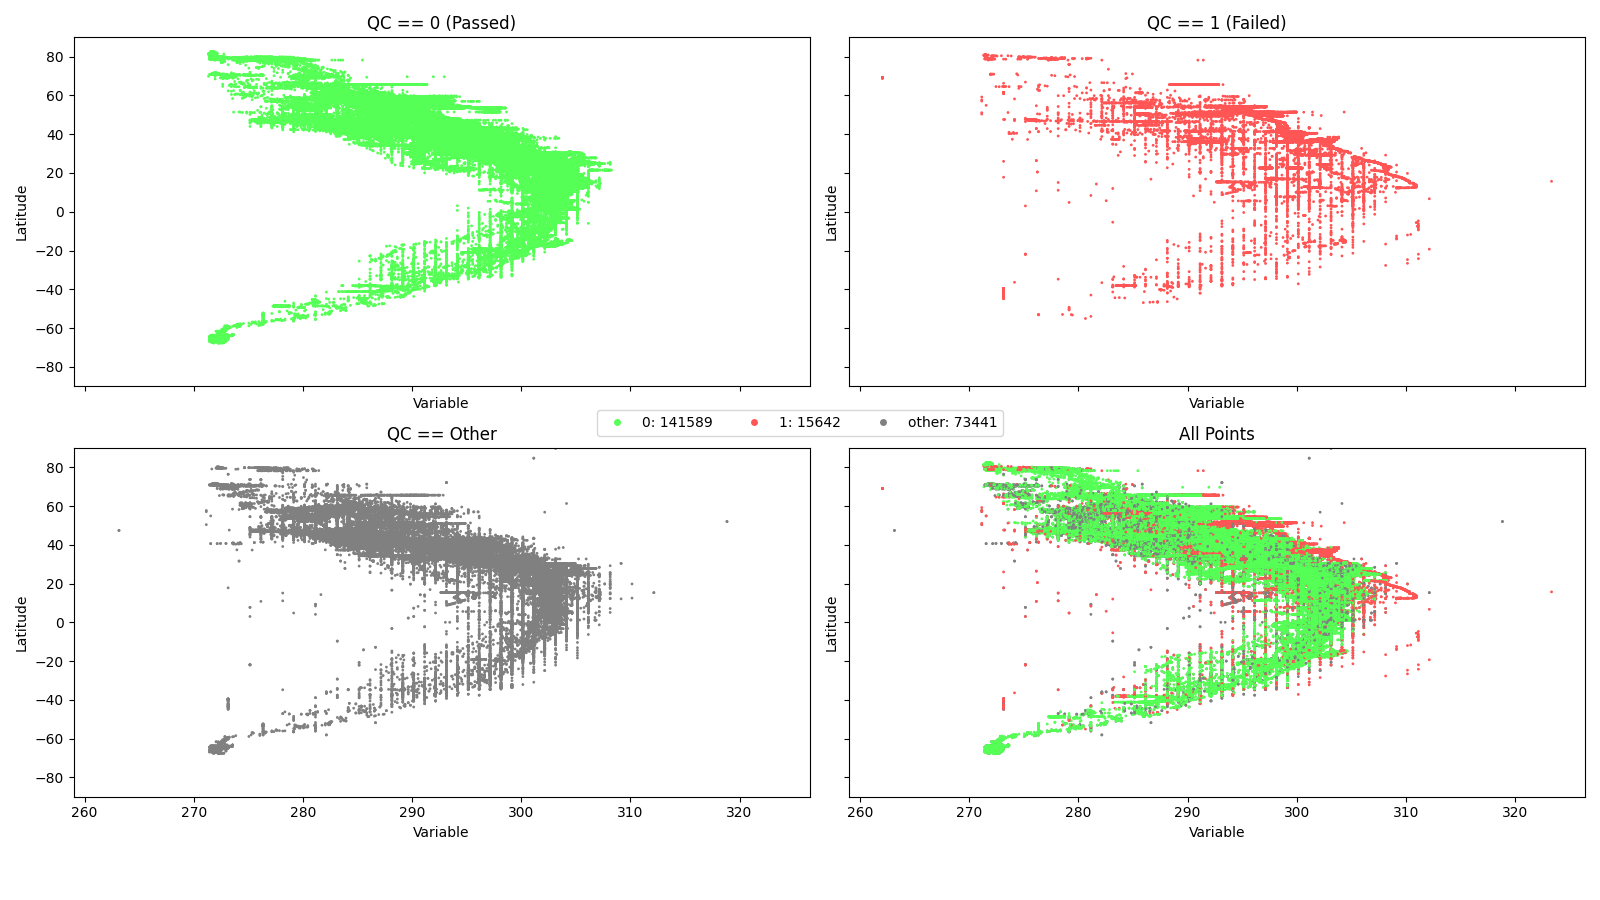 QC == 0 (Passed)
QC == 1 (Failed)
80
60
40
20
0
−20
−40
−60
−80
Latitude
Latitude
Variable
Variable
0: 141589
1: 15642
other: 73441
QC == Other
All Points
80
60
40
20
0
−20
−40
−60
−80
Latitude
Latitude
260 270 280 290 300 310 320
260 270 280 290 300 310 320
Variable
Variable